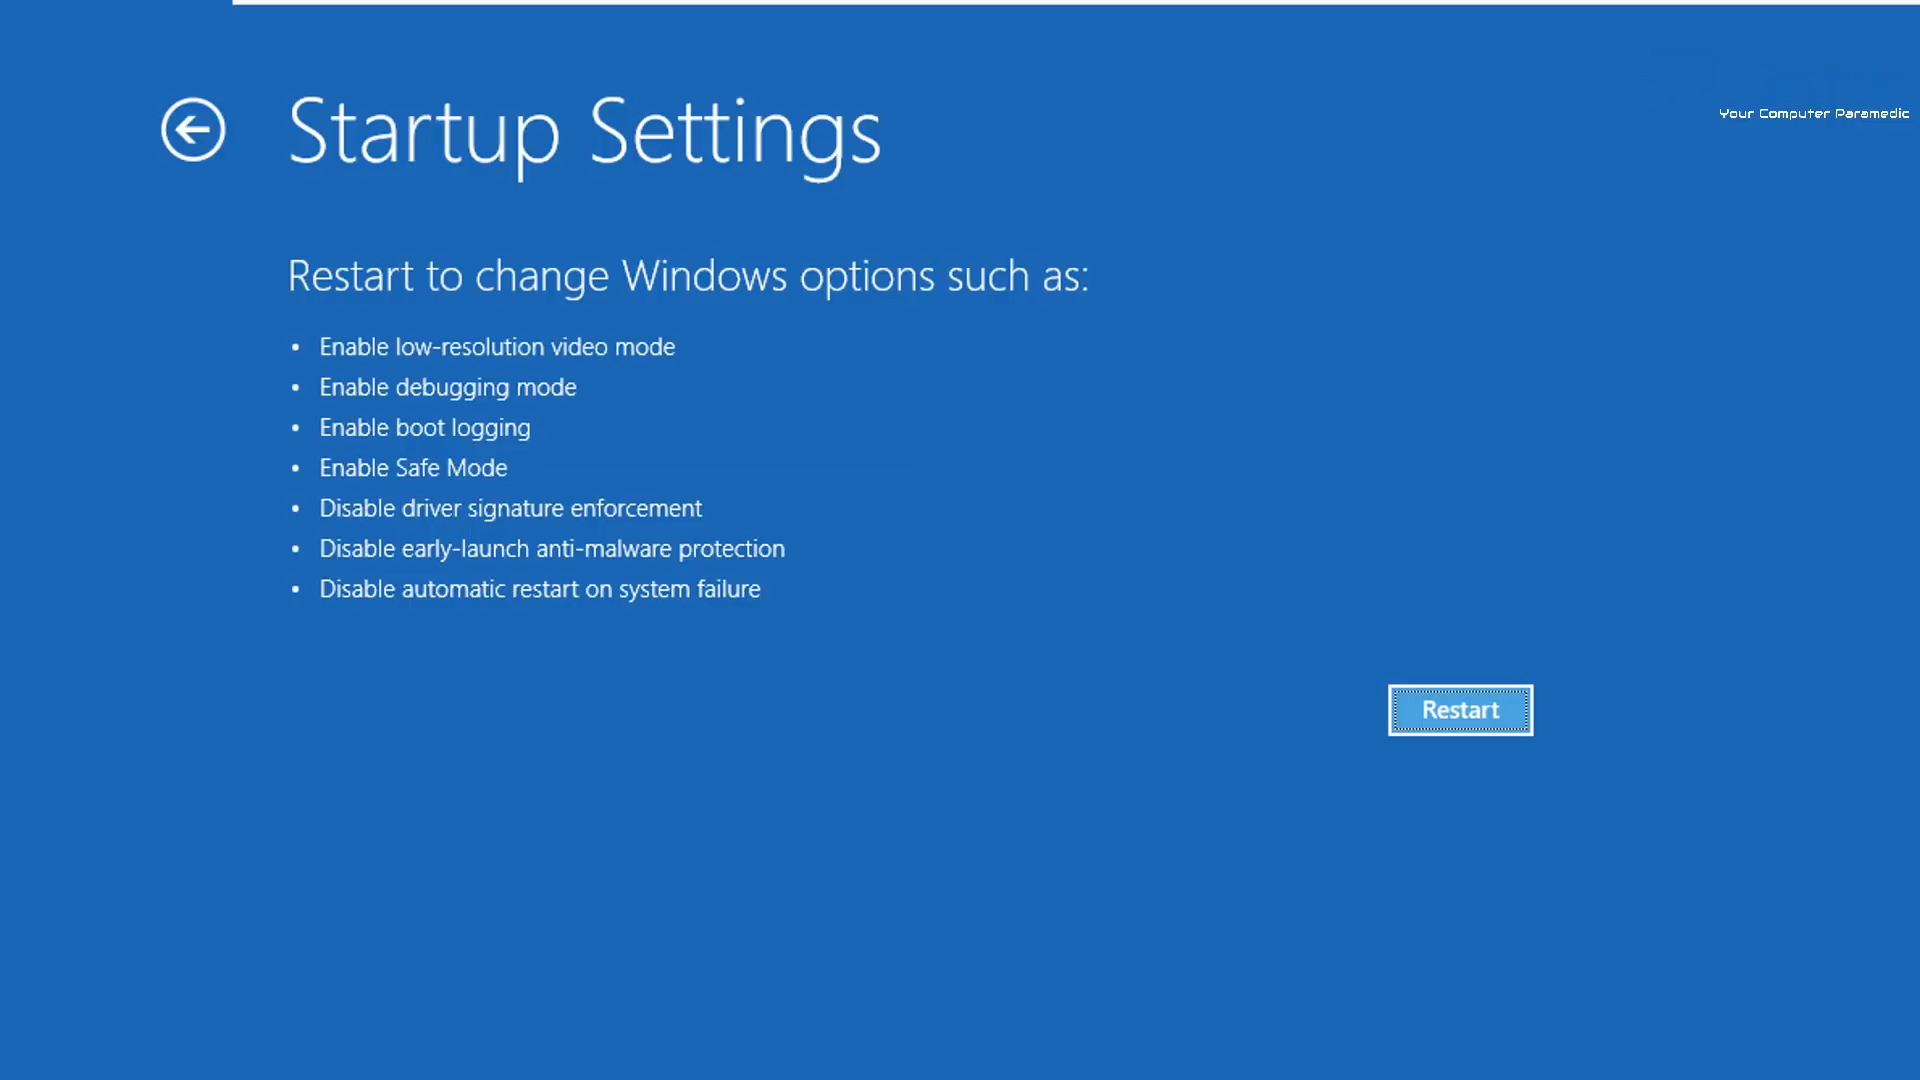 Startup Settings
Your Computer Paramedic
Restart to change Windows options such as:
• Enable low-resolution video mode
• Enable debugging mode
• Enable boot logging
• Enable Safe Mode
• Disable driver signature enforcement
• Disable early-launch anti-malware protection
• Disable automatic restart on system failure
Restart